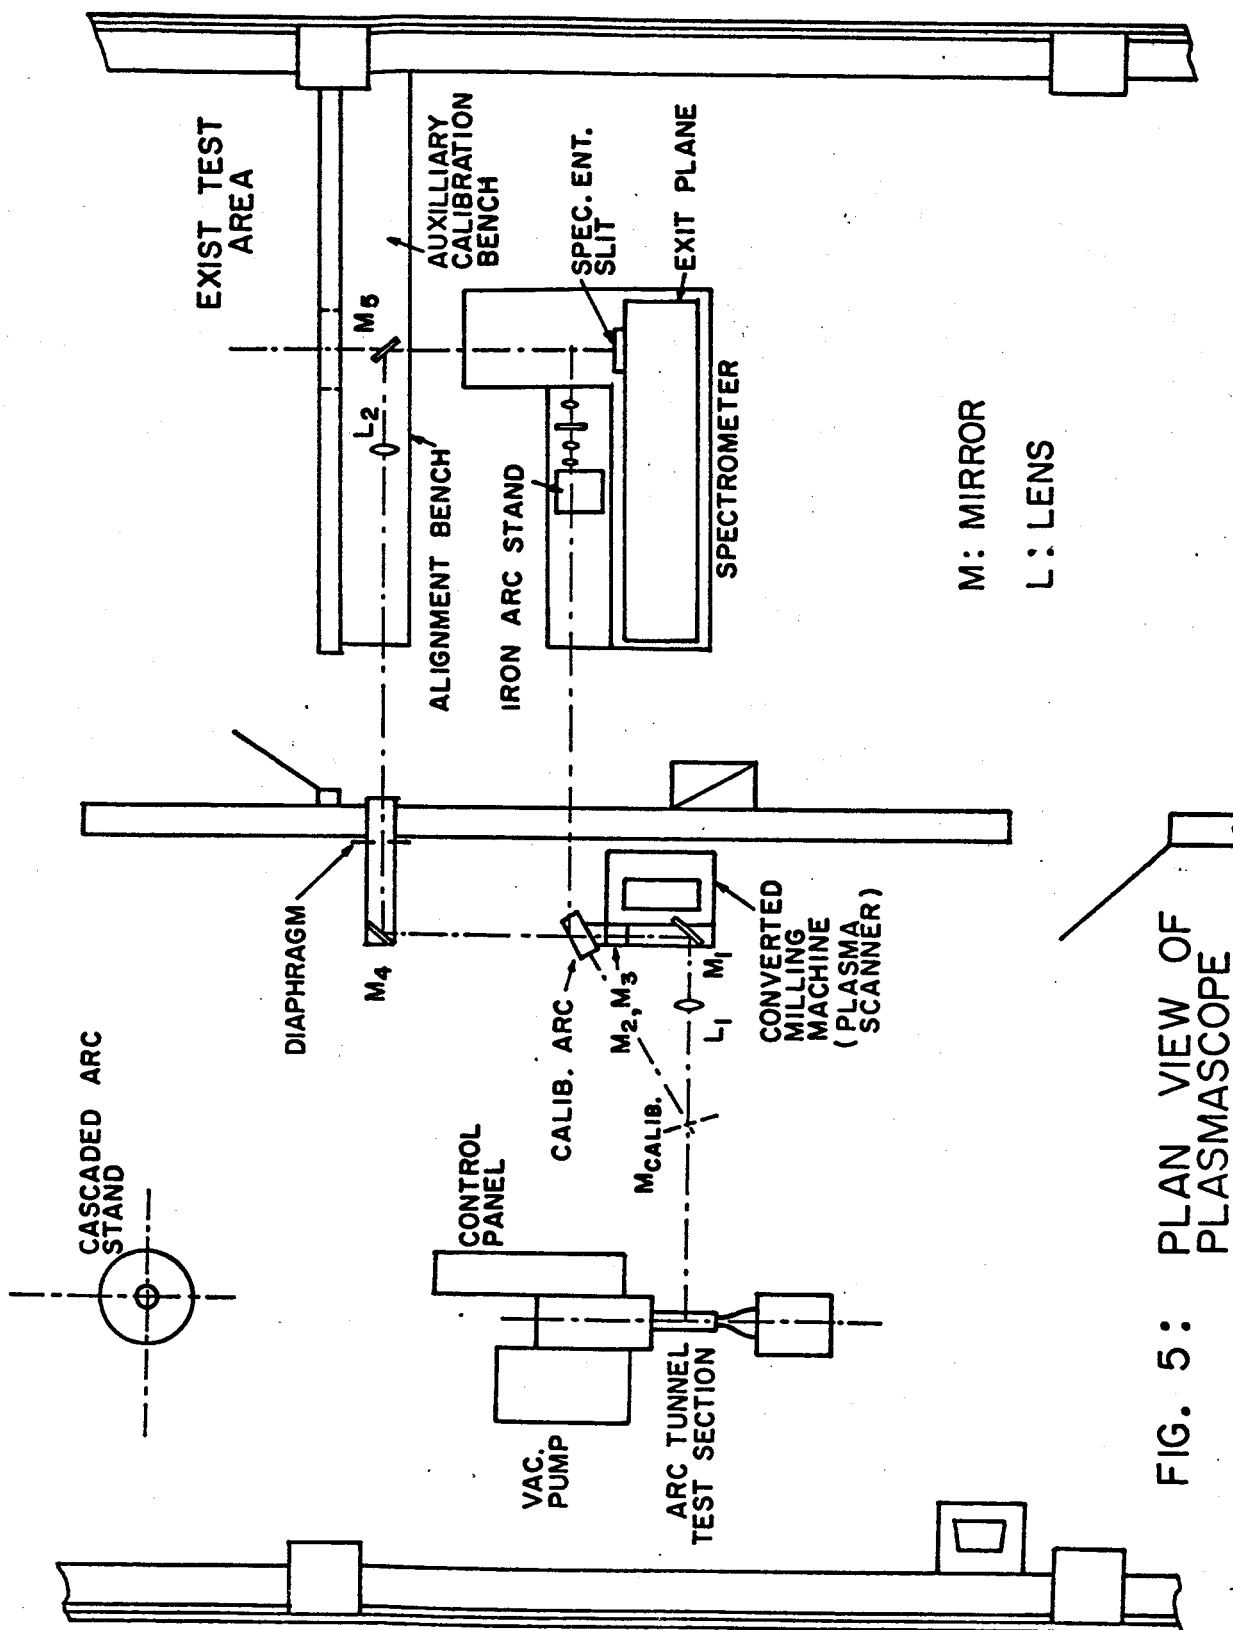 EXIST TEST
AREA
AUXILLIARY
CALIBRATION
BENCH
M5
L2
ALIGNMENT BENCH
SPEC. ENT.
SLIT
EXIT PLANE
IRON ARC STAND
SPECTROMETER
M: MIRROR
L: LENS
DIAPHRAGM
M4
CALIB. ARC
M2, M3
M1
L1
CONVERTED
MILLING
MACHINE
(PLASMA
SCANNER)
MCALIB.
CASCADED ARC
STAND
CONTROL
PANEL
VAC.
PUMP
ARC TUNNEL
TEST SECTION
FIG. 5: PLAN VIEW OF
PLASMASCOPE